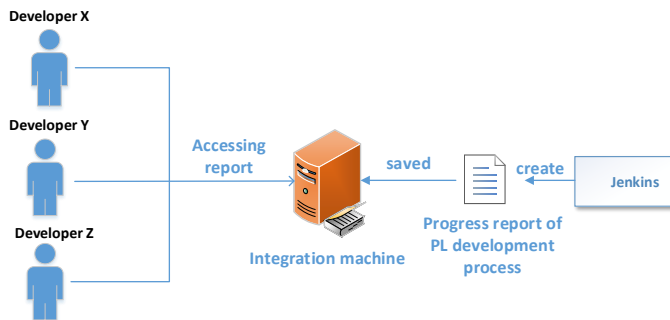 Developer X
Developer Y
Developer Z
Accessing
report
Integration machine
saved
Progress report of
PL development
process
create
Jenkins